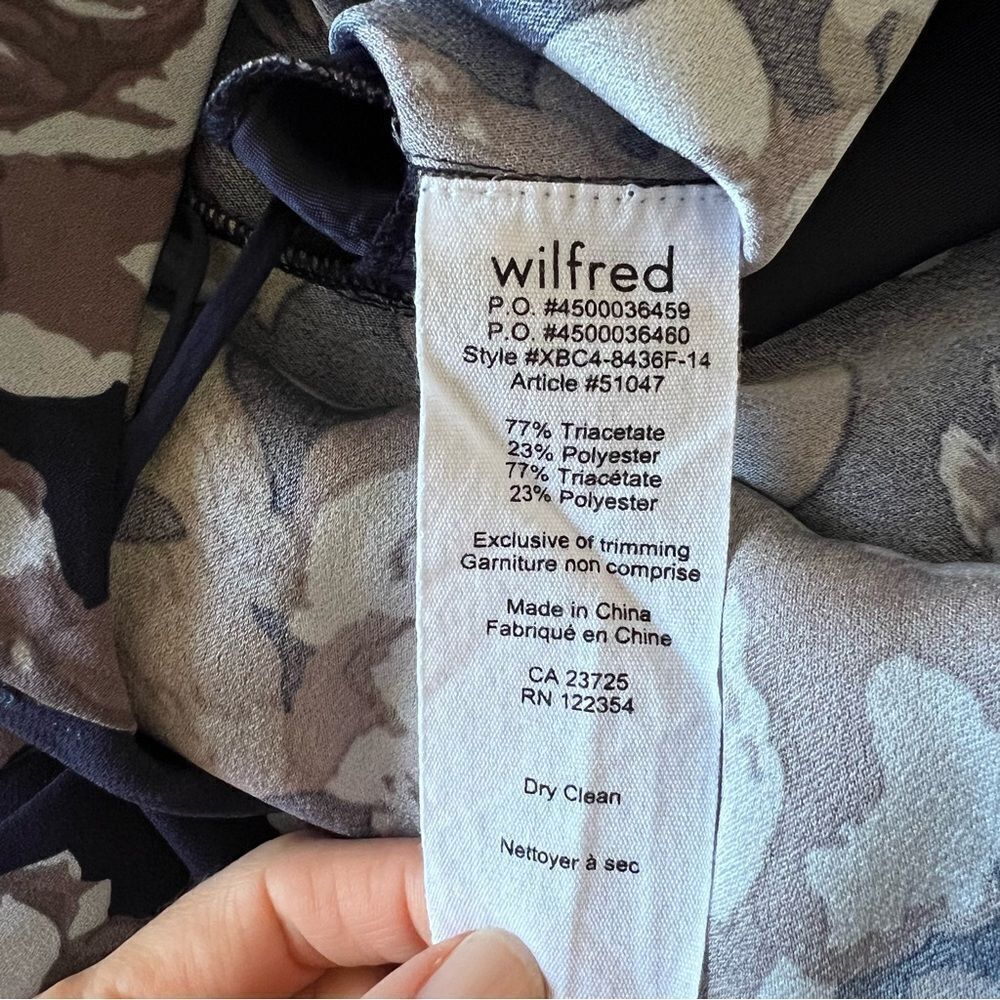 wilfred
P.O. #4500036459
P.O. #4500036460
Style #XBC4-8436F-14
Article #51047
77% Triacetate
23% Polyester
77% Triacétate
23% Polyester
Exclusive of trimming
Garniture non comprise
Made in China
Fabriqué en Chine
CA 23725
RN 122354
Dry Clean
Nettoyer à sec